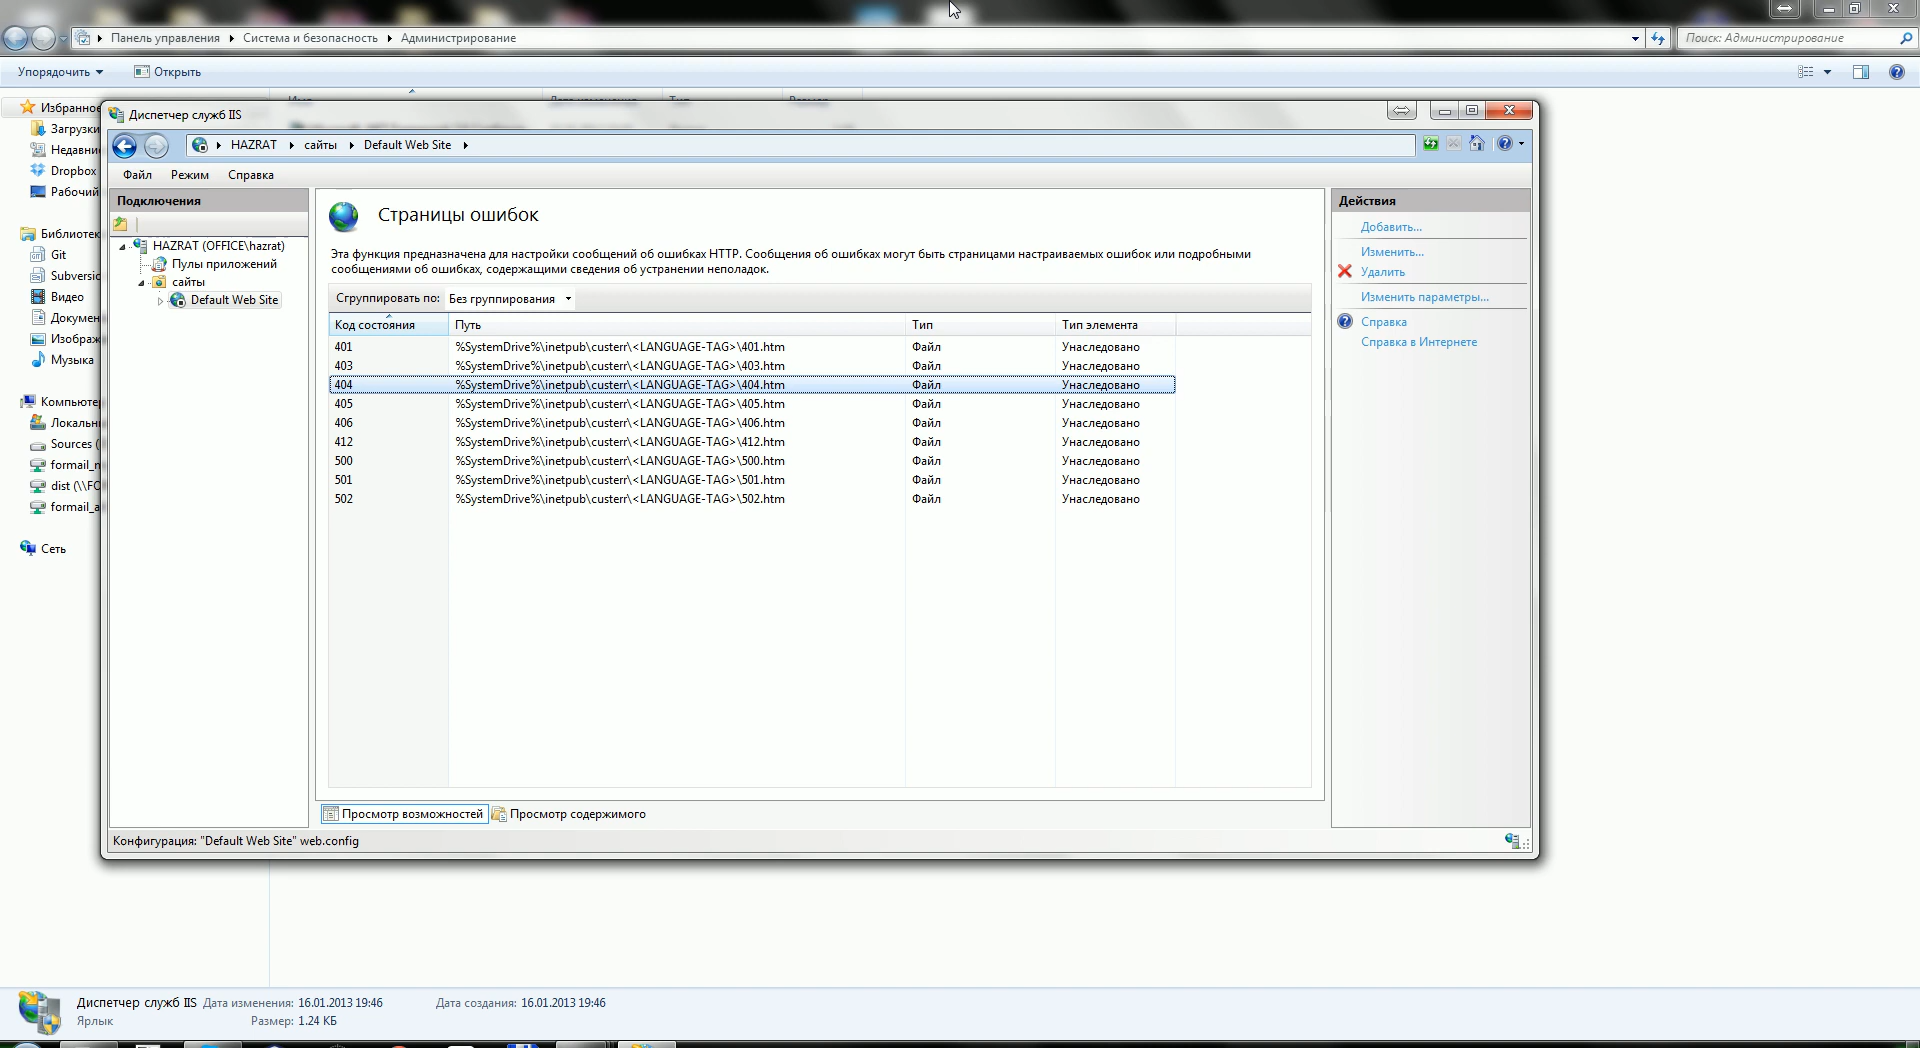 Панель управления
Система и безопасность
Администрирование
Поиск: Администрирование
Упорядочить
Открыть
Избранное
Загрузки
Недавни
Dropbox
Рабочий
Библиотек
Git
Subversio
Видео
Докумен
Изображ
Музыка
Компьюте
Локальн
Sources (
formail_n
dist (\\FO
formail_a
Сеть
Диспетчер служб IIS
HAZRAT
сайты
Default Web Site
Файл
Режим
Справка
Подключения
HAZRAT (OFFICE\hazrat)
Пулы приложений
сайты
Default Web Site
Страницы ошибок
Эта функция предназначена для настройки сообщений об ошибках HTTP. Сообщения об ошибках могут быть страницами настраиваемых ошибок или подробными
сообщениями об ошибках, содержащими сведения об устранении неполадок.
Сгруппировать по: Без группирования
Код состояния Путь Тип Тип элемента
401 %SystemDrive%\inetpub\custerr\<LANGUAGE-TAG>\401.htm Файл Унаследовано
403 %SystemDrive%\inetpub\custerr\<LANGUAGE-TAG>\403.htm Файл Унаследовано
404 %SystemDrive%\inetpub\custerr\<LANGUAGE-TAG>\404.htm Файл Унаследовано
405 %SystemDrive%\inetpub\custerr\<LANGUAGE-TAG>\405.htm Файл Унаследовано
406 %SystemDrive%\inetpub\custerr\<LANGUAGE-TAG>\406.htm Файл Унаследовано
412 %SystemDrive%\inetpub\custerr\<LANGUAGE-TAG>\412.htm Файл Унаследовано
500 %SystemDrive%\inetpub\custerr\<LANGUAGE-TAG>\500.htm Файл Унаследовано
501 %SystemDrive%\inetpub\custerr\<LANGUAGE-TAG>\501.htm Файл Унаследовано
502 %SystemDrive%\inetpub\custerr\<LANGUAGE-TAG>\502.htm Файл Унаследовано
Просмотр возможностей
Просмотр содержимого
Действия
Добавить...
Изменить...
Удалить
Изменить параметры...
Справка
Справка в Интернете
Конфигурация: "Default Web Site" web.config
Диспетчер служб IIS Дата изменения: 16.01.2013 19:46 Дата создания: 16.01.2013 19:46
Ярлык Размер: 1.24 КБ